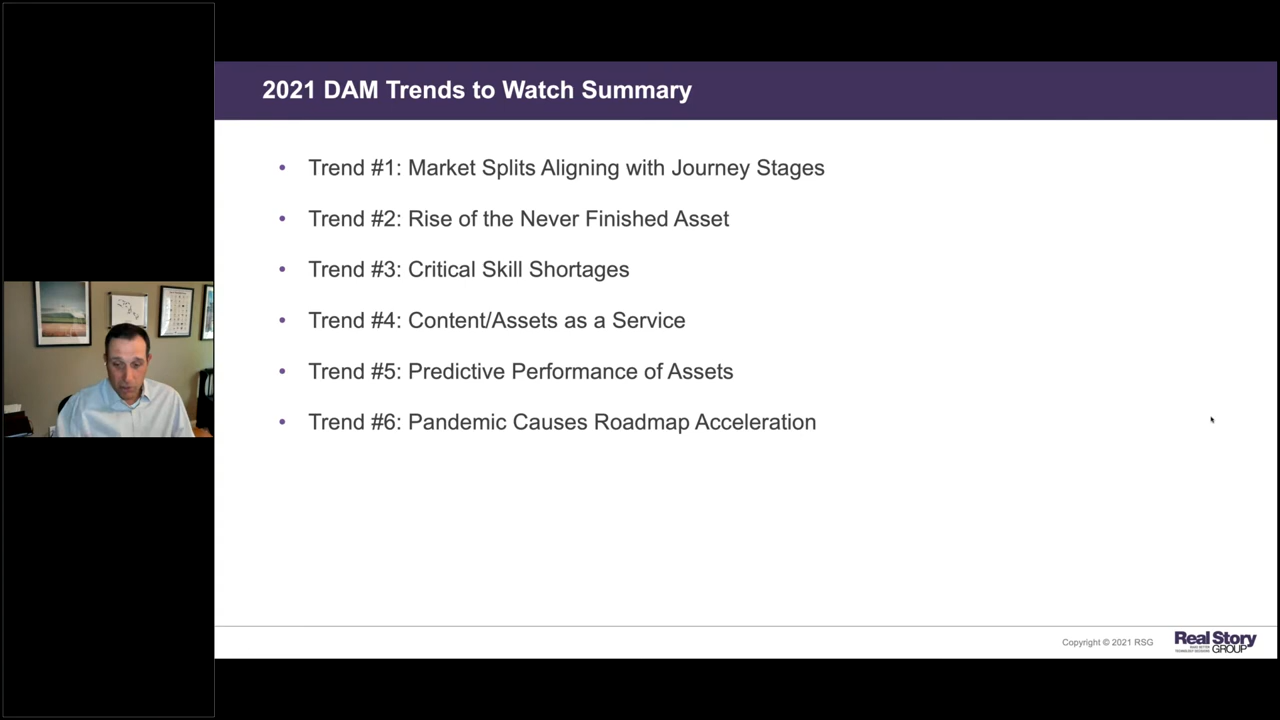 2021 DAM Trends to Watch Summary
• Trend #1: Market Splits Aligning with Journey Stages
• Trend #2: Rise of the Never Finished Asset
• Trend #3: Critical Skill Shortages
• Trend #4: Content/Assets as a Service
• Trend #5: Predictive Performance of Assets
• Trend #6: Pandemic Causes Roadmap Acceleration
Copyright © 2021 RSG
Real Story
GROUP